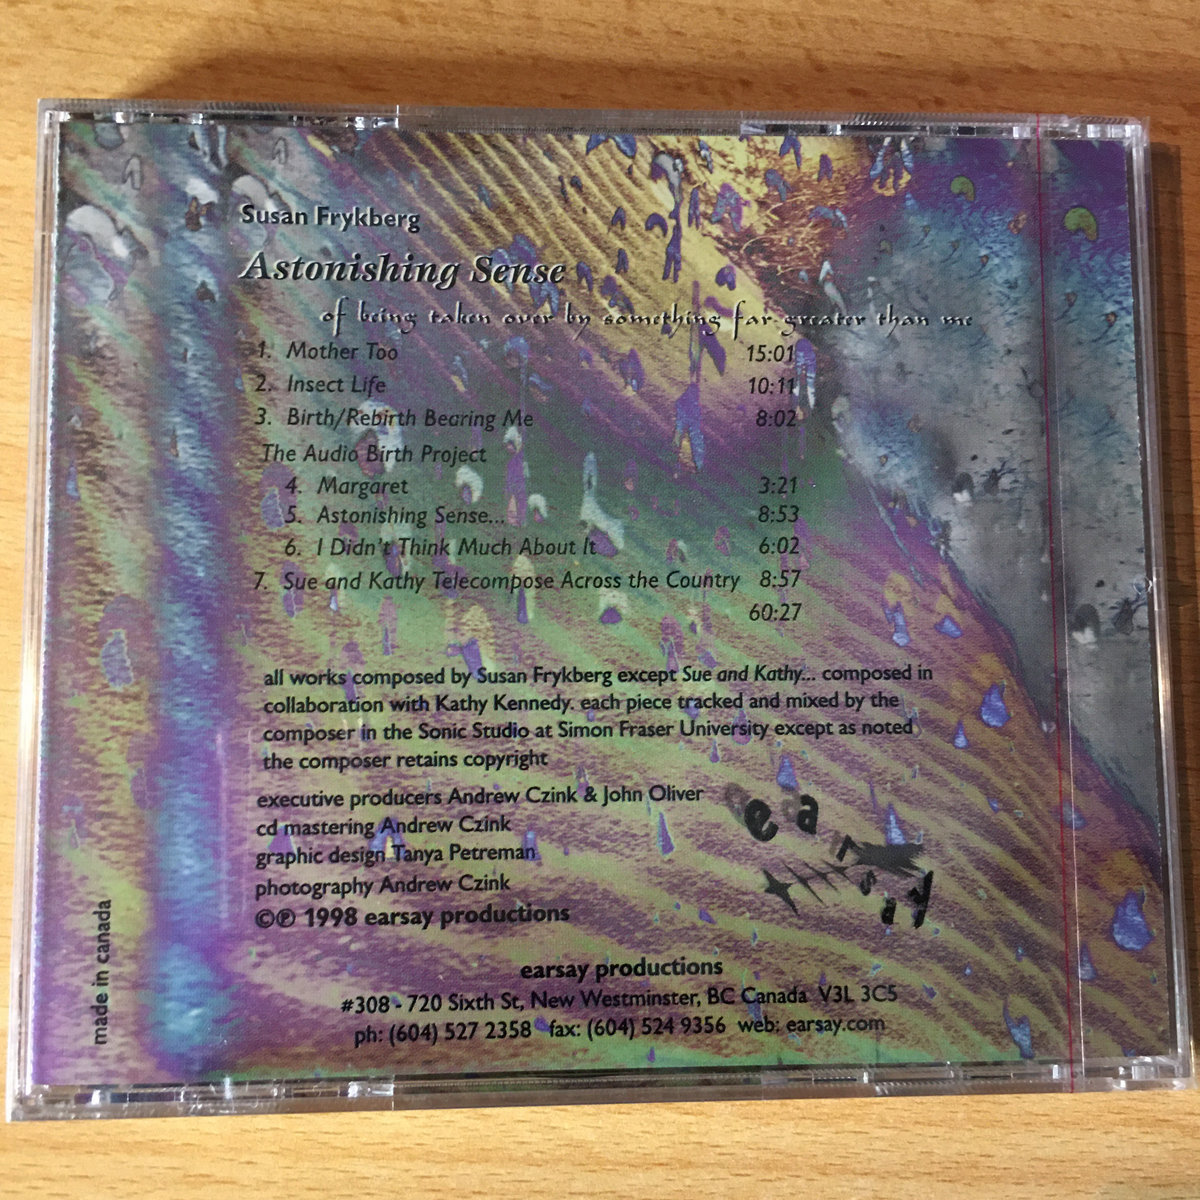 Susan Frykberg
Astonishing Sense
of being taken over by something far greater than me
1. Mother Too 15:01
2. Insect Life 10:11
3. Birth/Rebirth Bearing Me 8:02
The Audio Birth Project
4. Margaret 3:21
5. Astonishing Sense... 8:53
6. I Didn't Think Much About It 6:02
7. Sue and Kathy Telecompose Across the Country 8:57
60:27
all works composed by Susan Frykberg except Sue and Kathy... composed in
collaboration with Kathy Kennedy. each piece tracked and mixed by the
composer in the Sonic Studio at Simon Fraser University except as noted
the composer retains copyright
executive producers Andrew Czink & John Oliver
cd mastering Andrew Czink
graphic design Tanya Petreman
photography Andrew Czink
©℗ 1998 earsay productions
earsay
made in canada
earsay productions
#308 - 720 Sixth St, New Westminster, BC Canada V3L 3C5
ph: (604) 527 2358 fax: (604) 524 9356 web: earsay.com